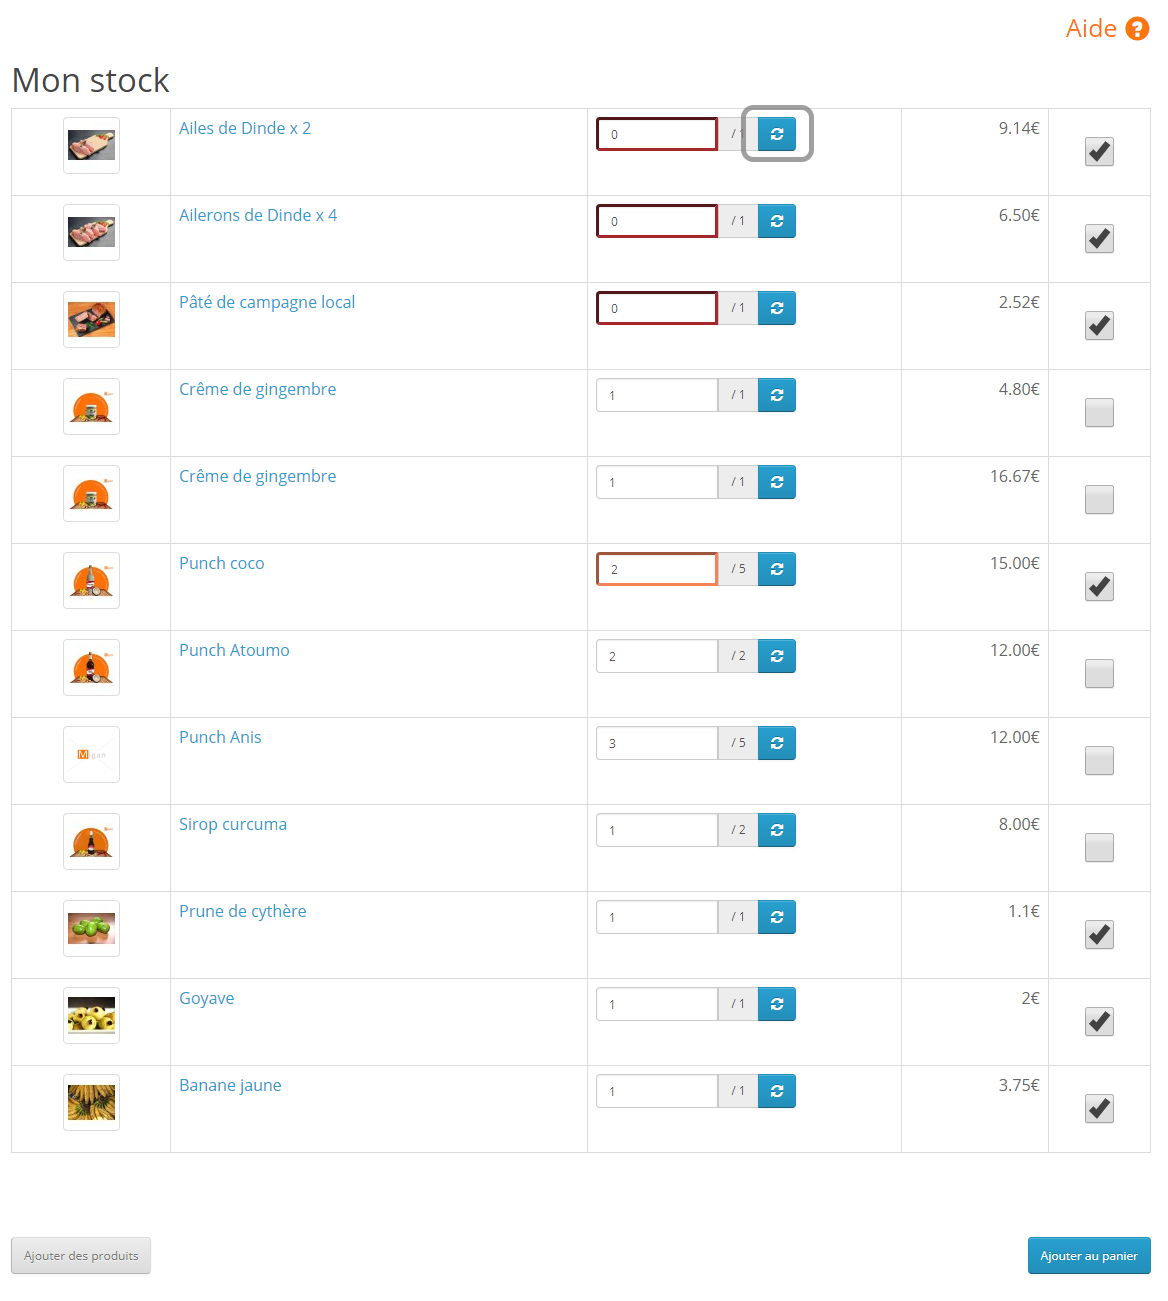 Aide ?
Mon stock
Ailes de Dinde x 2 0 / 1 9.14€
Ailerons de Dinde x 4 0 / 1 6.50€
Pâté de campagne local 0 / 1 2.52€
Crême de gingembre 1 / 1 4.80€
Crême de gingembre 1 / 1 16.67€
Punch coco 2 / 5 15.00€
Punch Atoumo 2 / 2 12.00€
Migan Punch Anis 3 / 5 12.00€
Sirop curcuma 1 / 2 8.00€
Prune de cythère 1 / 1 1.1€
Goyave 1 / 1 2€
Banane jaune 1 / 1 3.75€
Ajouter des produits Ajouter au panier